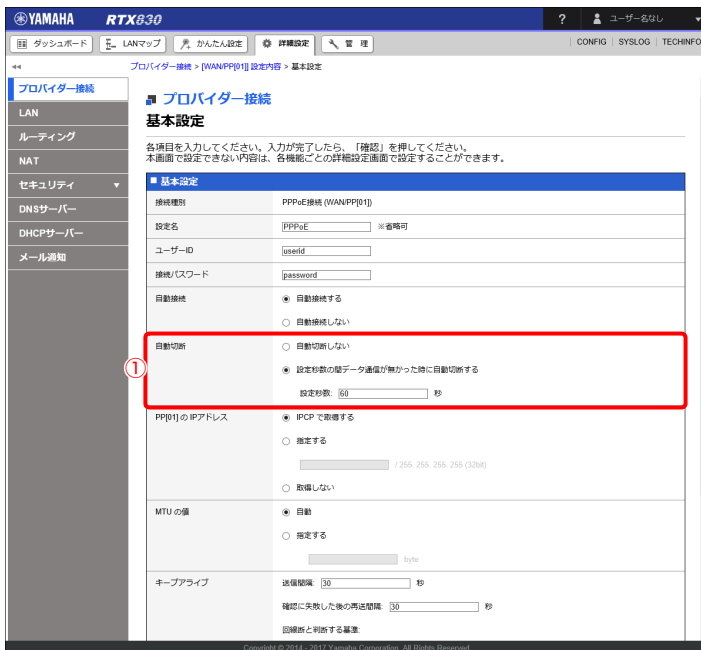 YAMAHA RTX830 ? ユーザー名なし ▼
ダッシュボード LANマップ かんたん設定 詳細設定 管 理 CONFIG SYSLOG TECHINFO
プロバイダー接続 > [WAN/PP[01]] 設定内容 > 基本設定
プロバイダー接続
LAN
ルーティング
NAT
セキュリティ ▼
DNSサーバー
DHCPサーバー
メール通知
プロバイダー接続
基本設定
各項目を入力してください。入力が完了したら、「確認」を押してください。
本画面で設定できない内容は、各機能ごとの詳細設定画面で設定することができます。
■ 基本設定
接続種別 PPPoE接続 (WAN/PP[01])
設定名 PPPoE ※省略可
ユーザーID userid
接続パスワード password
自動接続 自動接続する
自動接続しない
① 自動切断 自動切断しない
設定秒数の間データ通信が無かった時に自動切断する
設定秒数: 60 秒
PP[01] の IPアドレス IPCP で取得する
指定する
/ 255. 255. 255. 255 (32bit)
取得しない
MTU の値 自動
指定する
byte
キープアライブ 送信間隔: 30 秒
確認に失敗した後の再送間隔: 30 秒
回線断と判断する基準:
Copyright © 2014 - 2017 Yamaha Corporation. All Rights Reserved.